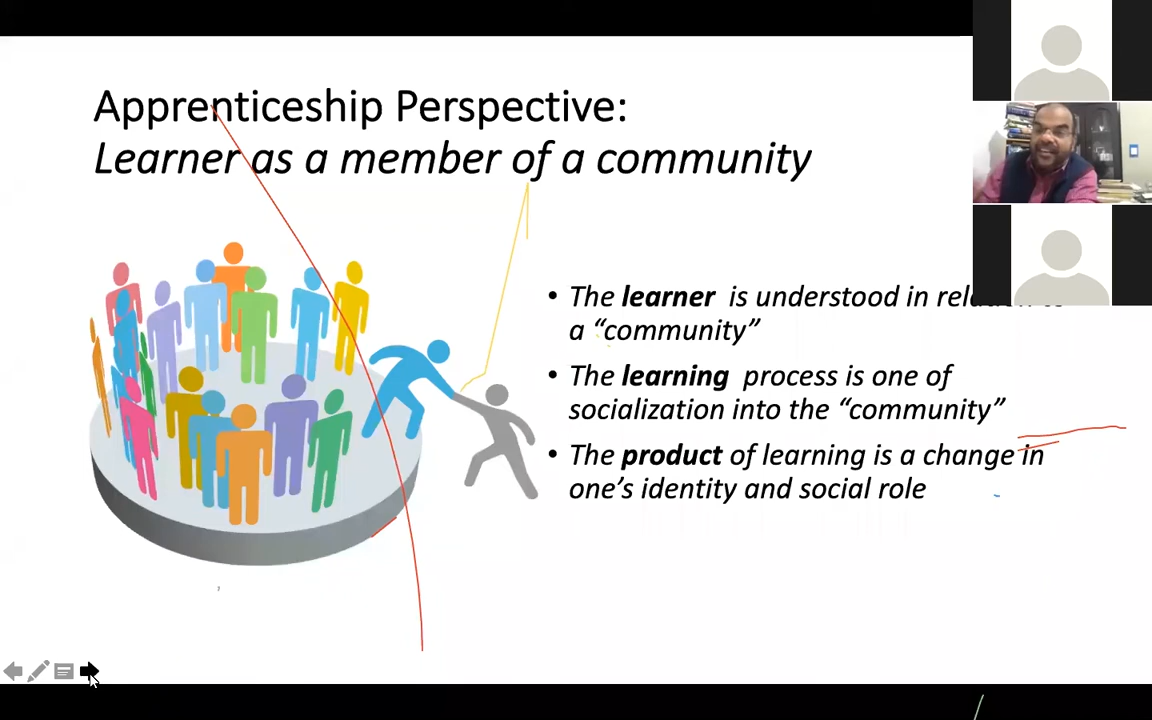 Apprenticeship Perspective:
Learner as a member of a community
• The learner is understood in
a “community”
• The learning process is one of
socialization into the “community”
• The product of learning is a change in
one’s identity and social role